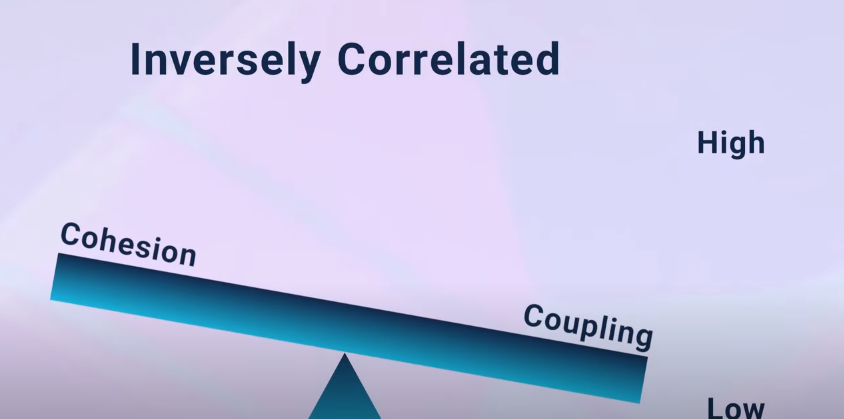 Inversely Correlated
High
Cohesion
Coupling
Low